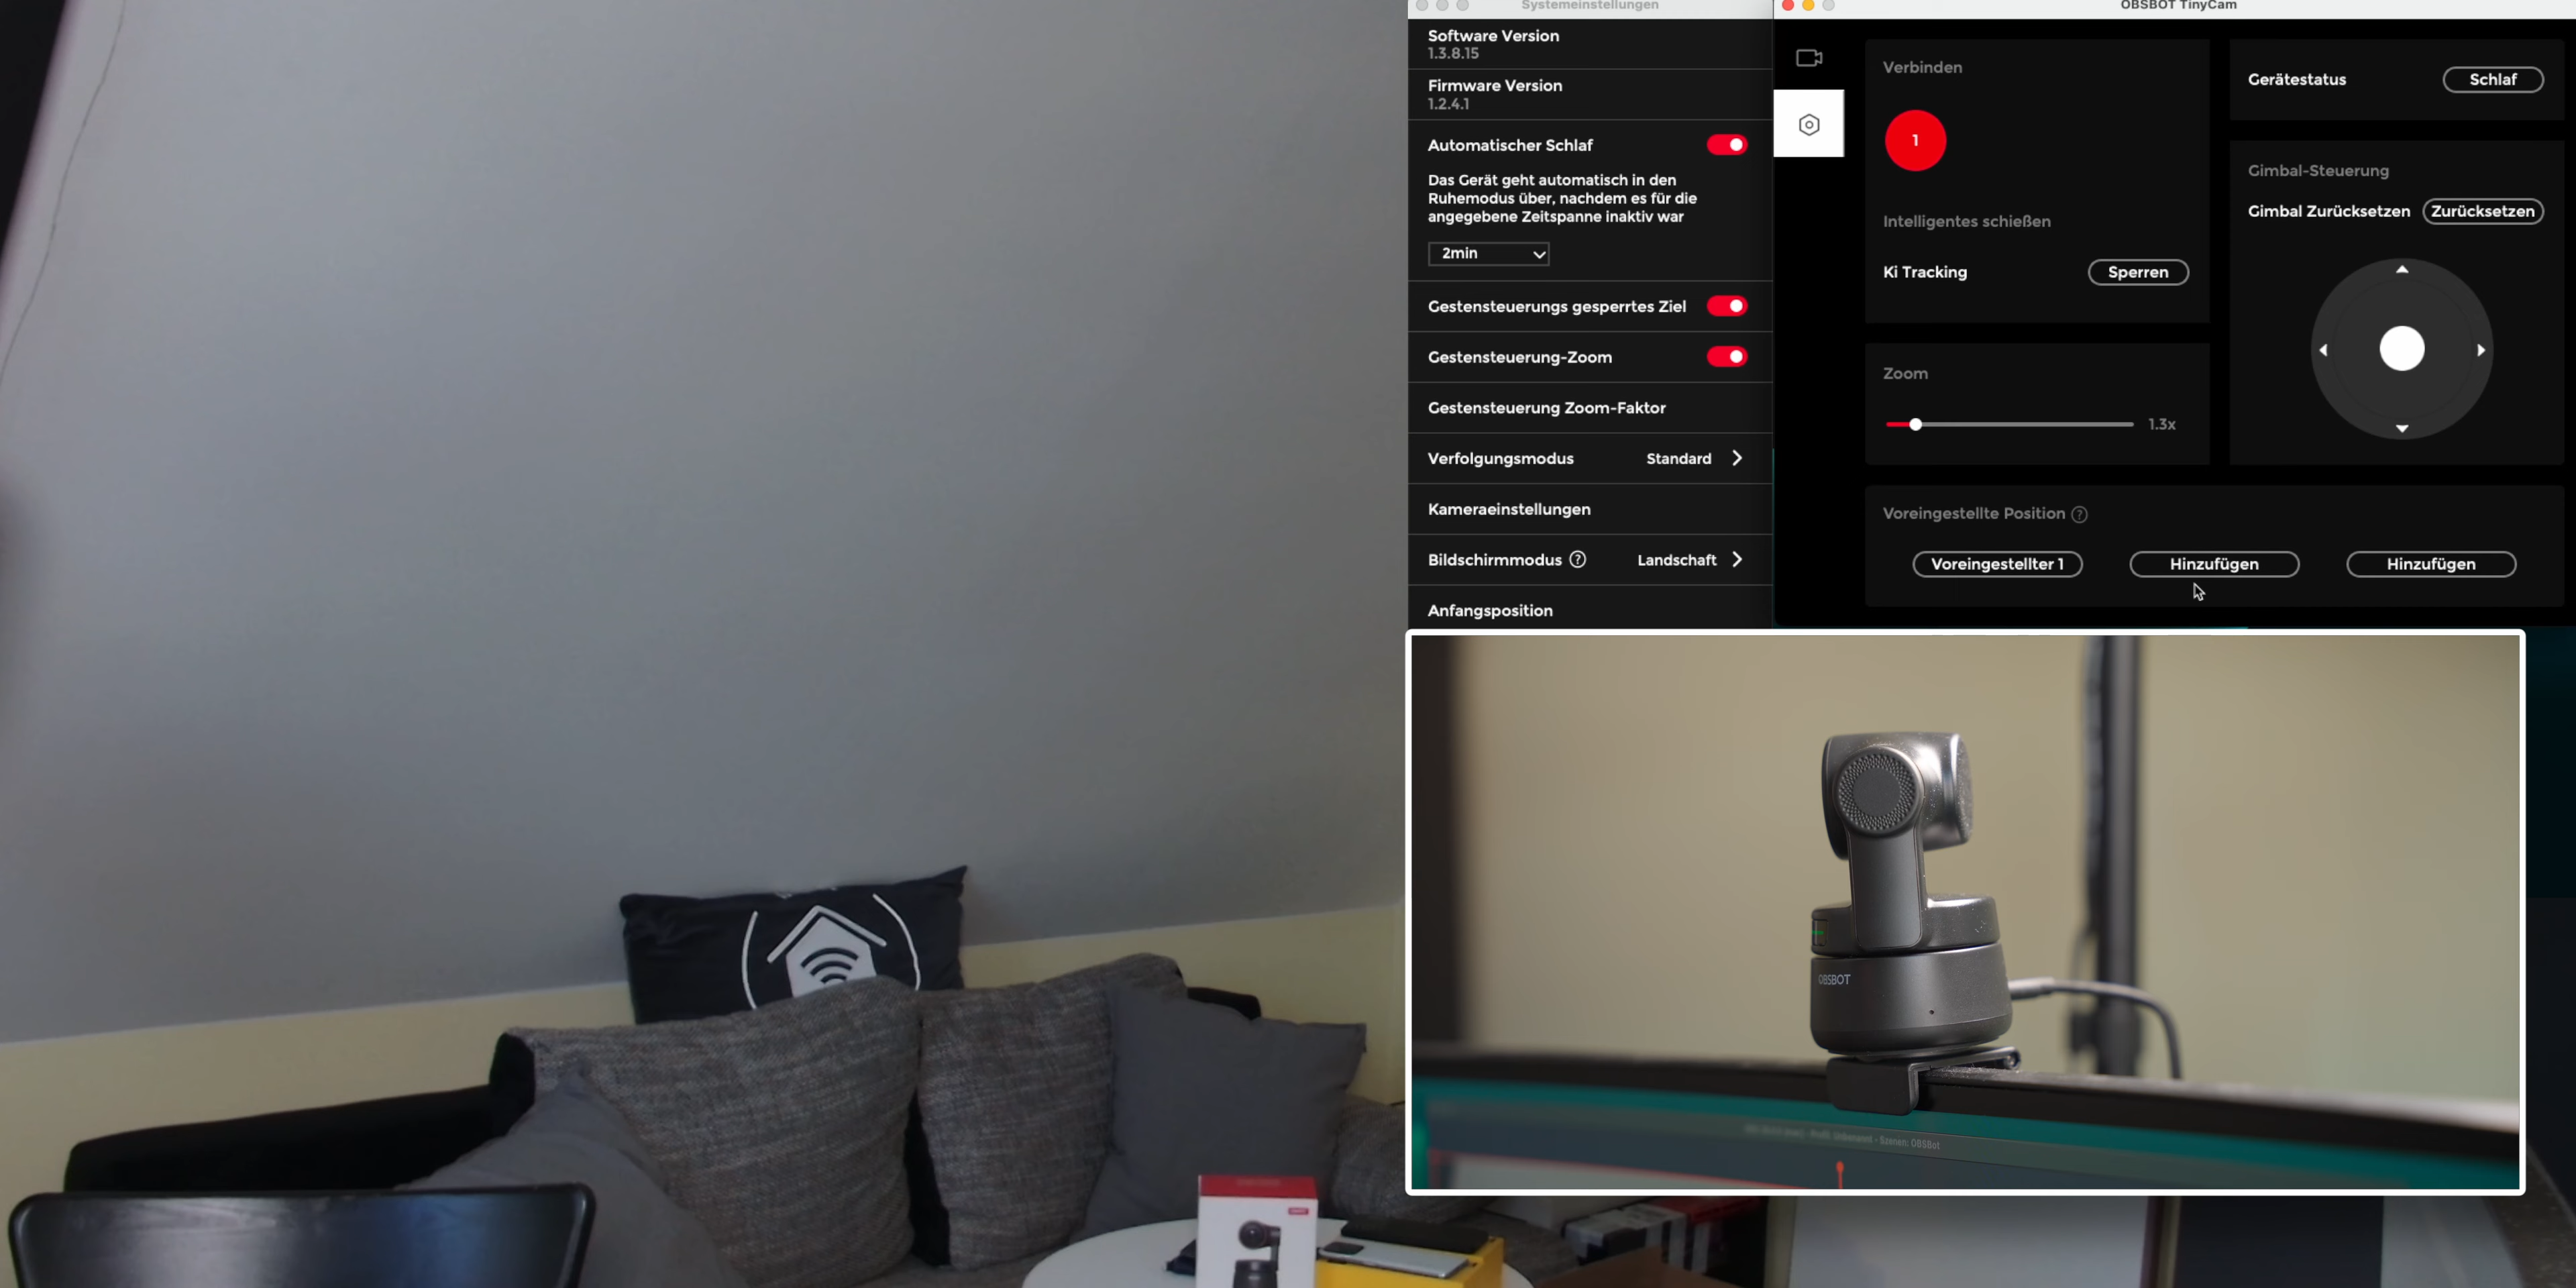 Systemeinstellungen
Software Version
1.3.8.15
Firmware Version
1.2.4.1
Automatischer Schlaf
Das Gerät geht automatisch in den
Ruhemodus über, nachdem es für die
angegebene Zeitspanne inaktiv war
2min
Gestensteuerungs gesperrtes Ziel
Gestensteuerung-Zoom
Gestensteuerung Zoom-Faktor
Verfolgungsmodus Standard
Kameraeinstellungen
Bildschirmmodus ? Landschaft
Anfangsposition
OBSBOT TinyCam
Verbinden
1
Intelligentes schießen
Ki Tracking Sperren
Zoom
1.3x
Gerätestatus Schlaf
Gimbal-Steuerung
Gimbal Zurücksetzen Zurücksetzen
Voreingestellte Position ?
Voreingestellter 1 Hinzufügen Hinzufügen
OBSBOT
Szenen: OBSBot